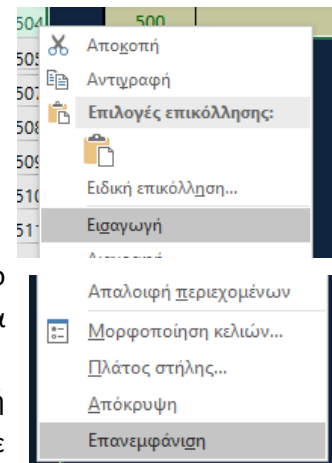 504
500
Αποκοπή
505
Αντιγραφή
507
Επιλογές επικόλλησης:
508
509
Ειδική επικόλληση...
510
Εισαγωγή
511
Απαλοιφή περιεχομένων
Μορφοποίηση κελιών...
Πλάτος στήλης...
Απόκρυψη
Επανεμφάνιση